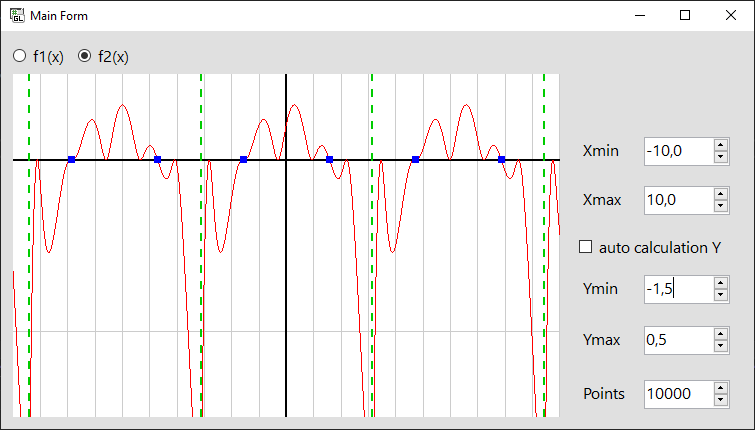 GL Main Form
f1(x) f2(x)
Xmin -10,0
Xmax 10,0
auto calculation Y
Ymin -1,5
Ymax 0,5
Points 10000